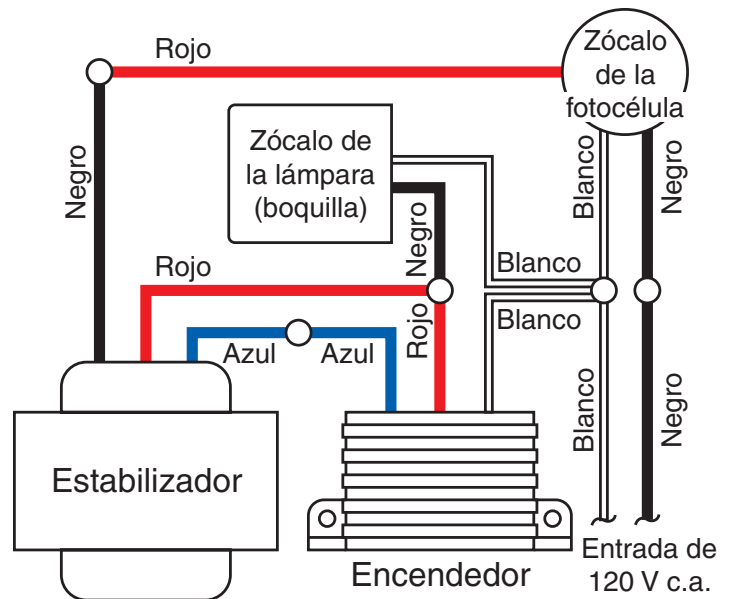 Rojo
Zócalo
de la
fotocélula
Negro
Zócalo de
la lámpara
(boquilla)
Negro
Blanco
Negro
Rojo
Blanco
Blanco
Azul
Azul
Rojo
Blanco
Negro
Estabilizador
Encendedor
Entrada de
120 V c.a.